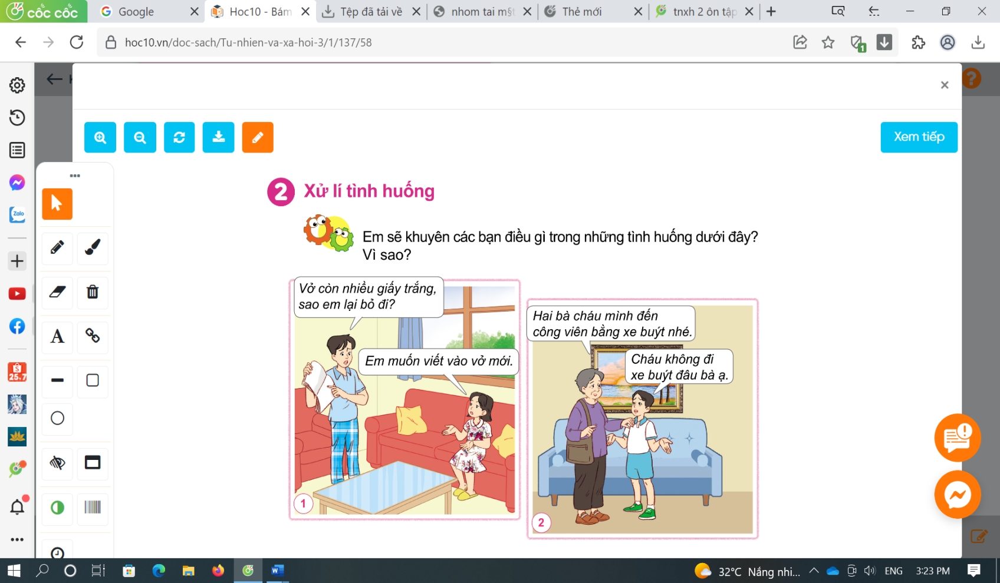 cốc cốc
Google
Hoc10 - Bám
Tệp đã tải về
nhom tai m§t
Thẻ mới
tnxh 2 ôn tập
hoc10.vn/doc-sach/Tu-nhien-va-xa-hoi-3/1/137/58
1
Xem tiếp
Zalo
25.7
A
2 Xử lí tình huống
Em sẽ khuyên các bạn điều gì trong những tình huống dưới đây?
Vì sao?
Vở còn nhiều giấy trắng,
sao em lại bỏ đi?
Em muốn viết vào vở mới.
1
Hai bà cháu mình đến
công viên bằng xe buýt nhé.
Cháu không đi
xe buýt đâu bà ạ.
2
32°C Nắng nhi...
ENG
3:23 PM